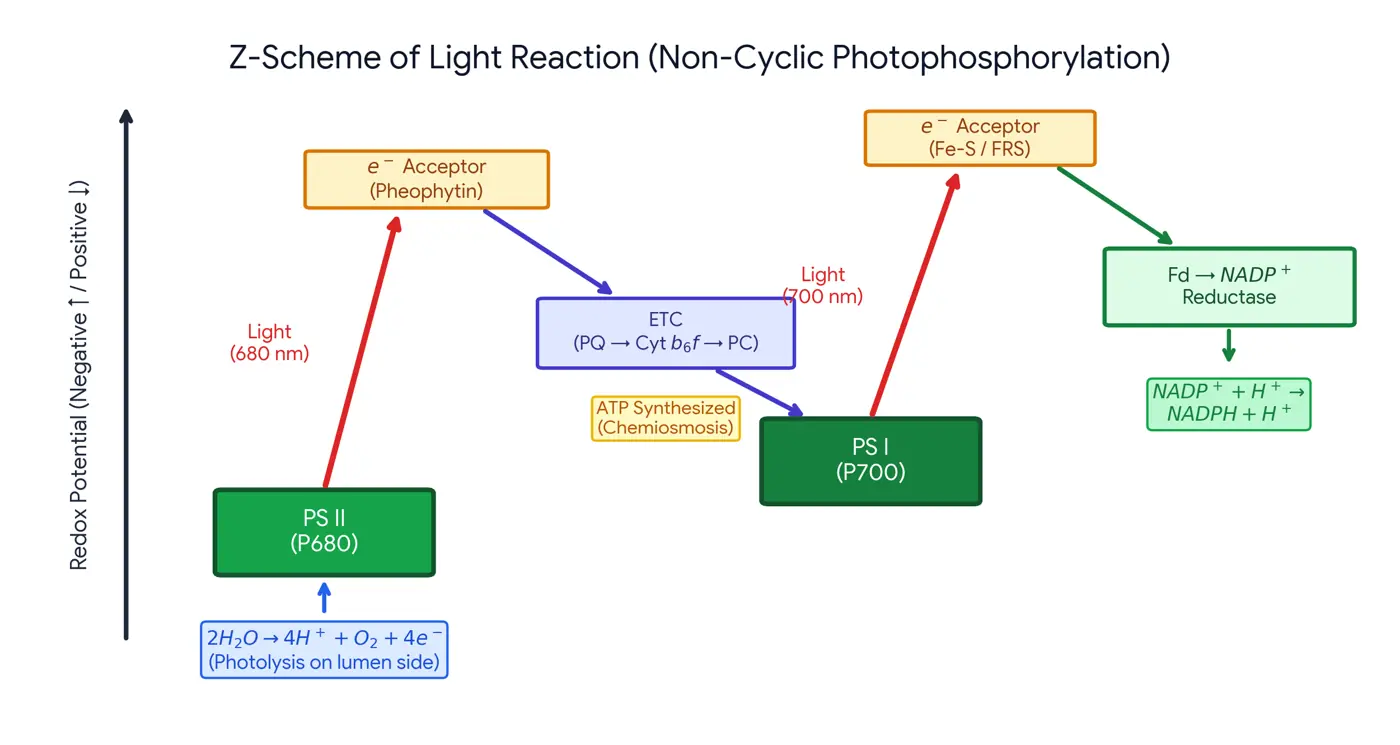 Z-Scheme of Light Reaction (Non-Cyclic Photophosphorylation)
Redox Potential (Negative ↑ / Positive ↓)
e⁻ Acceptor
(Pheophytin)
e⁻ Acceptor
(Fe-S / FRS)
Light
(680 nm)
ETC
(PQ → Cyt b₆f → PC)
Light
(700 nm)
Fd → NADP⁺
Reductase
ATP Synthesized
(Chemiosmosis)
NADP⁺ + H⁺ →
NADPH + H⁺
PS I
(P700)
PS II
(P680)
2H₂O → 4H⁺ + O₂ + 4e⁻
(Photolysis on lumen side)